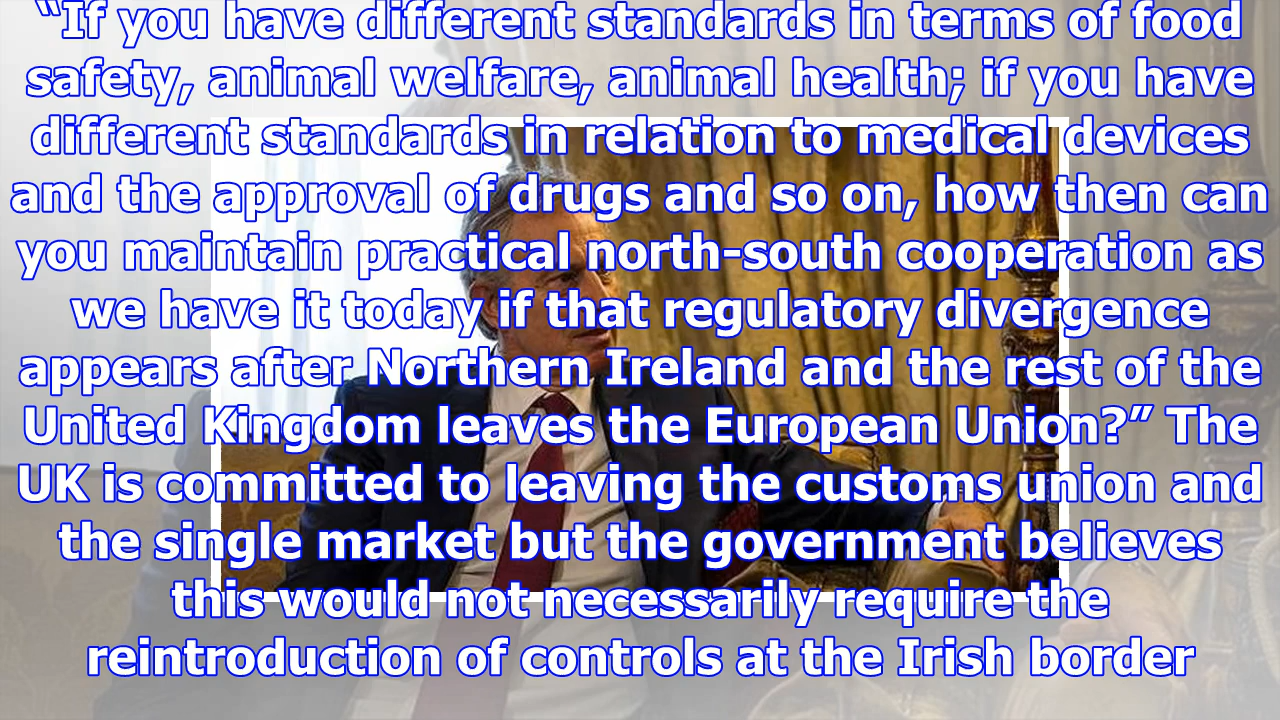 “If you have different standards in terms of food
safety, animal welfare, animal health; if you have
different standards in relation to medical devices
and the approval of drugs and so on, how then can
you maintain practical north-south cooperation as
we have it today if that regulatory divergence
appears after Northern Ireland and the rest of the
United Kingdom leaves the European Union?” The
UK is committed to leaving the customs union and
the single market but the government believes
this would not necessarily require the
reintroduction of controls at the Irish border